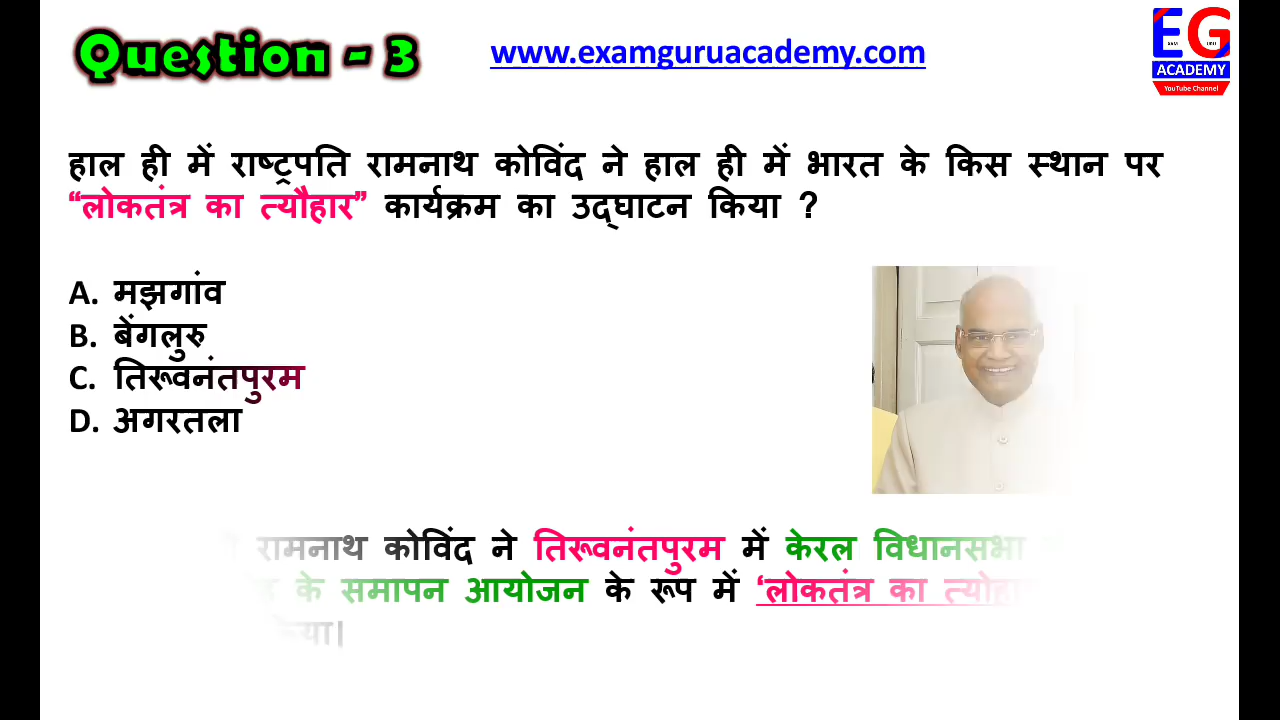 Question - 3
www.examguruacademy.com
EG
ACADEMY
YouTube Channel
हाल ही में राष्ट्रपति रामनाथ कोविंद ने हाल ही में भारत के किस स्थान पर
“लोकतंत्र का त्यौहार” कार्यक्रम का उद्घाटन किया ?
A. मझगांव
B. बेंगलुरु
C. तिरूवनंतपुरम
D. अगरतला
रामनाथ कोविंद ने तिरूवनंतपुरम में केरल विधानसभा
के समापन आयोजन के रूप में ‘लोकतंत्र का